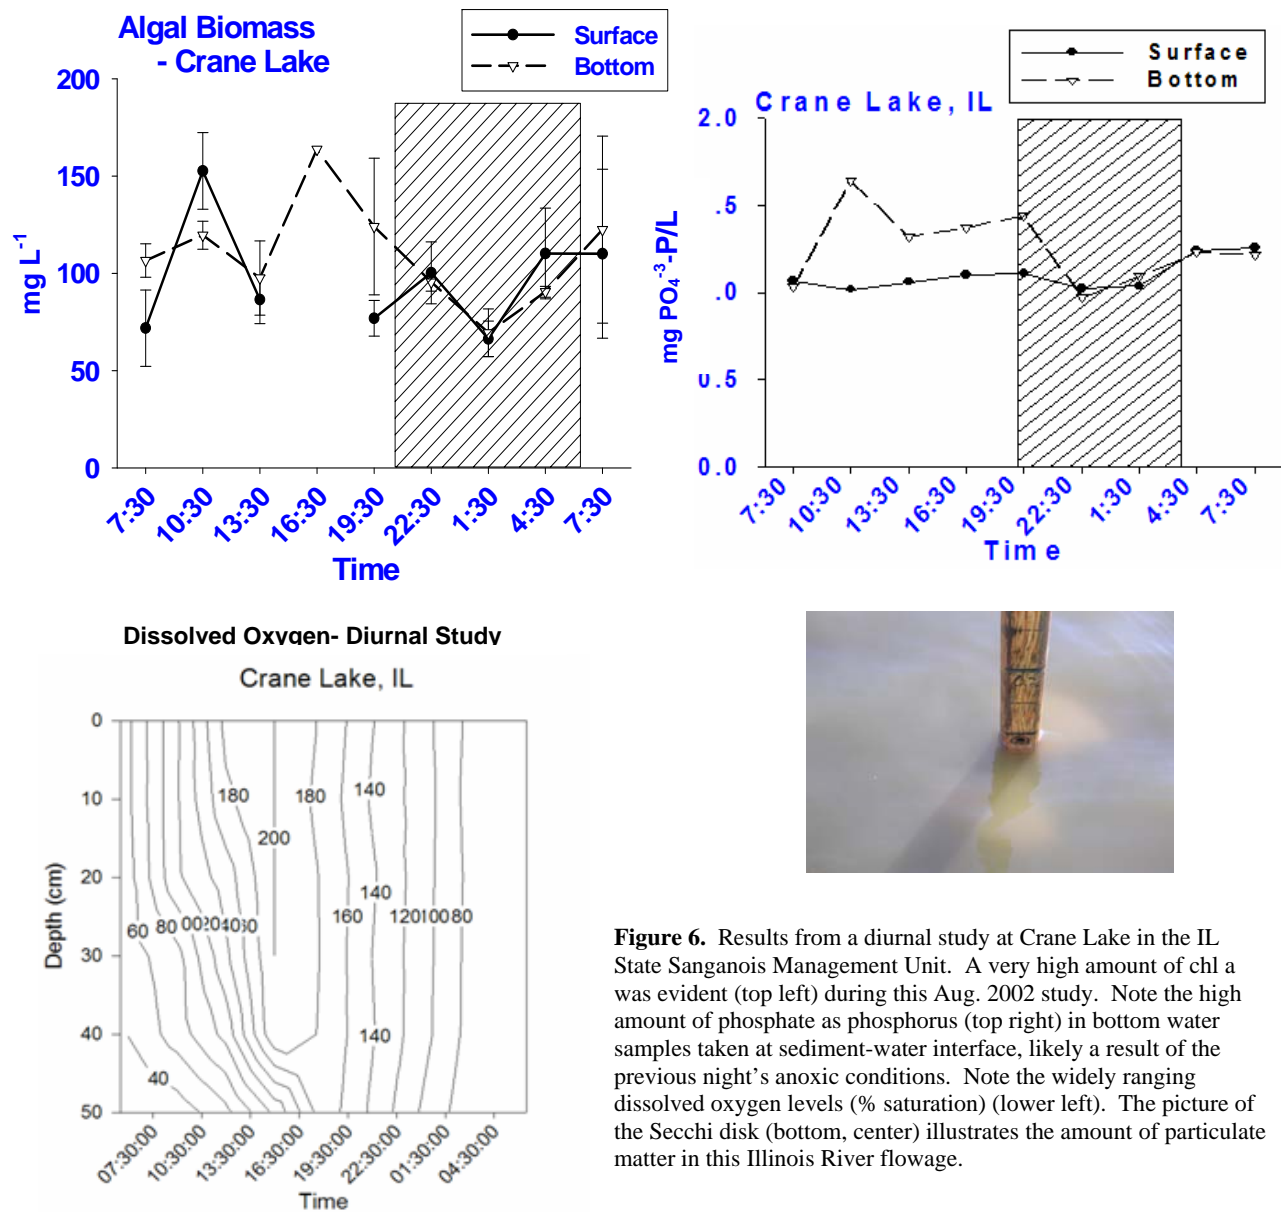 Algal Biomass
- Crane Lake
Surface
Bottom
200
150
100
50
0
mg L-1
7:30
10:30
13:30
16:30
19:30
22:30
1:30
4:30
7:30
Time
Surface
Bottom
Crane Lake, IL
2.0
.5
.0
0.5
0.0
mg PO4-3-P/L
7:30
10:30
13:30
16:30
19:30
22:30
1:30
4:30
7:30
Time
Dissolved Oxygen- Diurnal Study
Crane Lake, IL
0
10
20
30
40
50
Depth (cm)
180
200
180
140
140
60
80
00
20
40
60
160
120
100
80
140
40
07:30:00
10:30:00
13:30:00
16:30:00
19:30:00
22:30:00
01:30:00
04:30:00
Time
Figure 6. Results from a diurnal study at Crane Lake in the IL
State Sanganois Management Unit. A very high amount of chl a
was evident (top left) during this Aug. 2002 study. Note the high
amount of phosphate as phosphorus (top right) in bottom water
samples taken at sediment-water interface, likely a result of the
previous night's anoxic conditions. Note the widely ranging
dissolved oxygen levels (% saturation) (lower left). The picture of
the Secchi disk (bottom, center) illustrates the amount of particulate
matter in this Illinois River flowage.